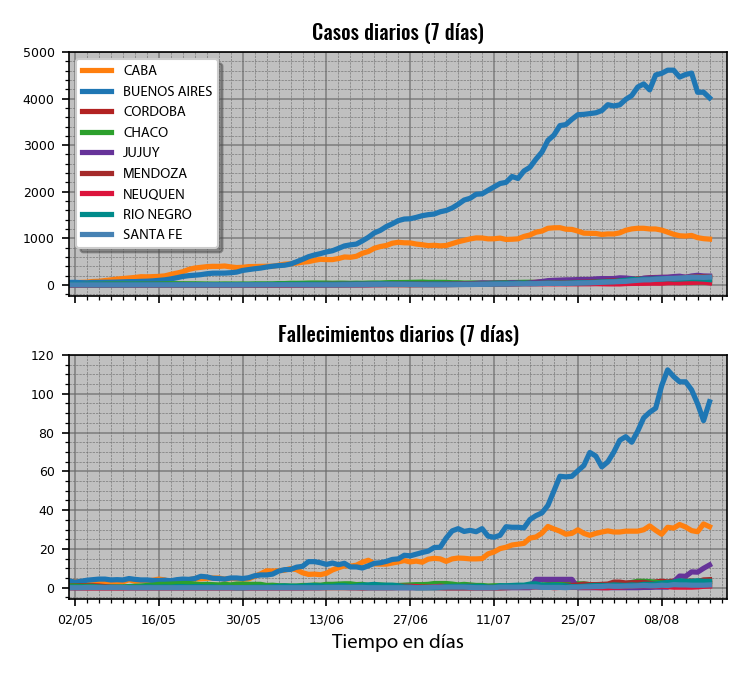 Casos diarios (7 días)
5000
4000
3000
2000
1000
0
CABA
BUENOS AIRES
CORDOBA
CHACO
JUJUY
MENDOZA
NEUQUEN
RIO NEGRO
SANTA FE
Fallecimientos diarios (7 días)
120
100
80
60
40
20
0
02/05 16/05 30/05 13/06 27/06 11/07 25/07 08/08
Tiempo en días